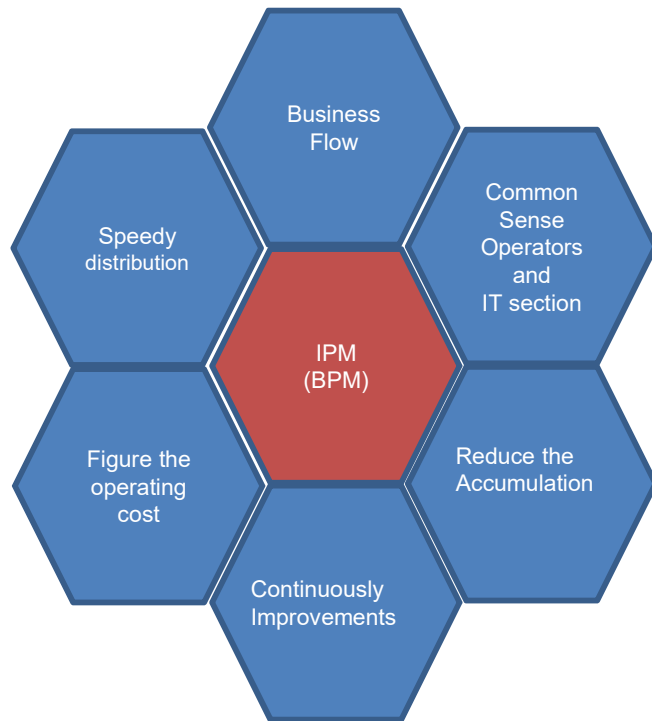 Business
Flow
Common
Sense
Operators
and
IT section
Speedy
distribution
IPM
(BPM)
Figure the
operating
cost
Reduce the
Accumulation
Continuously
Improvements